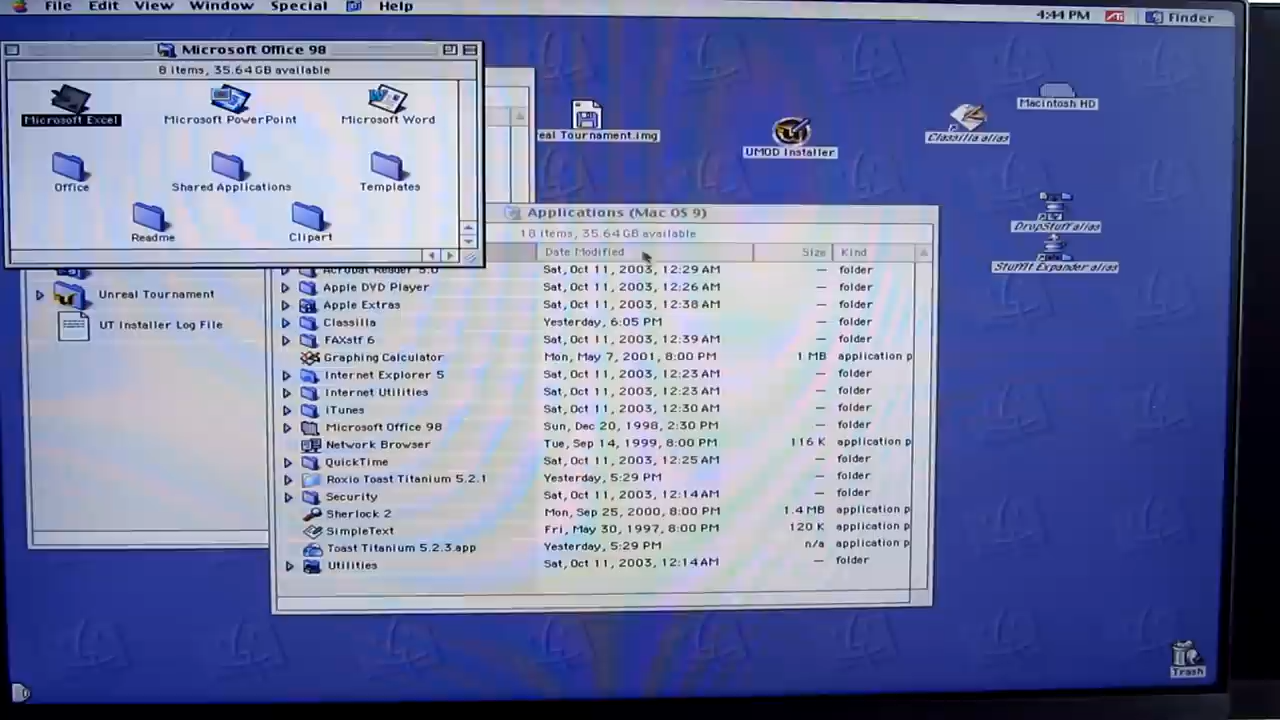 File Edit View Window Special Help
4:44 PM
Finder
Microsoft Office 98
8 items, 35.64 GB available
Microsoft Excel
Microsoft PowerPoint
Microsoft Word
Office
Shared Applications
Templates
Readme
Clipart
real Tournament.img
UMOD Installer
Classilla alias
Macintosh HD
DropStuff alias
StuffIt Expander alias
Unreal Tournament
UT Installer Log File
Applications (Mac OS 9)
18 items, 35.64 GB available
Date Modified Size Kind
Acrobat Reader 5.0 Sat, Oct 11, 2003, 12:29 AM — folder
Apple DVD Player Sat, Oct 11, 2003, 12:26 AM — folder
Apple Extras Sat, Oct 11, 2003, 12:38 AM — folder
Classilla Yesterday, 6:05 PM — folder
FAXstf 6 Sat, Oct 11, 2003, 12:39 AM — folder
Graphing Calculator Mon, May 7, 2001, 8:00 PM 1 MB application p
Internet Explorer 5 Sat, Oct 11, 2003, 12:23 AM — folder
Internet Utilities Sat, Oct 11, 2003, 12:23 AM — folder
iTunes Sat, Oct 11, 2003, 12:30 AM — folder
Microsoft Office 98 Sun, Dec 20, 1998, 2:30 PM — folder
Network Browser Tue, Sep 14, 1999, 8:00 PM 116 K application p
QuickTime Sat, Oct 11, 2003, 12:25 AM — folder
Roxio Toast Titanium 5.2.1 Yesterday, 5:29 PM — folder
Security Sat, Oct 11, 2003, 12:14 AM — folder
Sherlock 2 Mon, Sep 25, 2000, 8:00 PM 1.4 MB application p
SimpleText Fri, May 30, 1997, 8:00 PM 120 K application p
Toast Titanium 5.2.3.app Yesterday, 5:29 PM n/a application p
Utilities Sat, Oct 11, 2003, 12:14 AM — folder
Trash